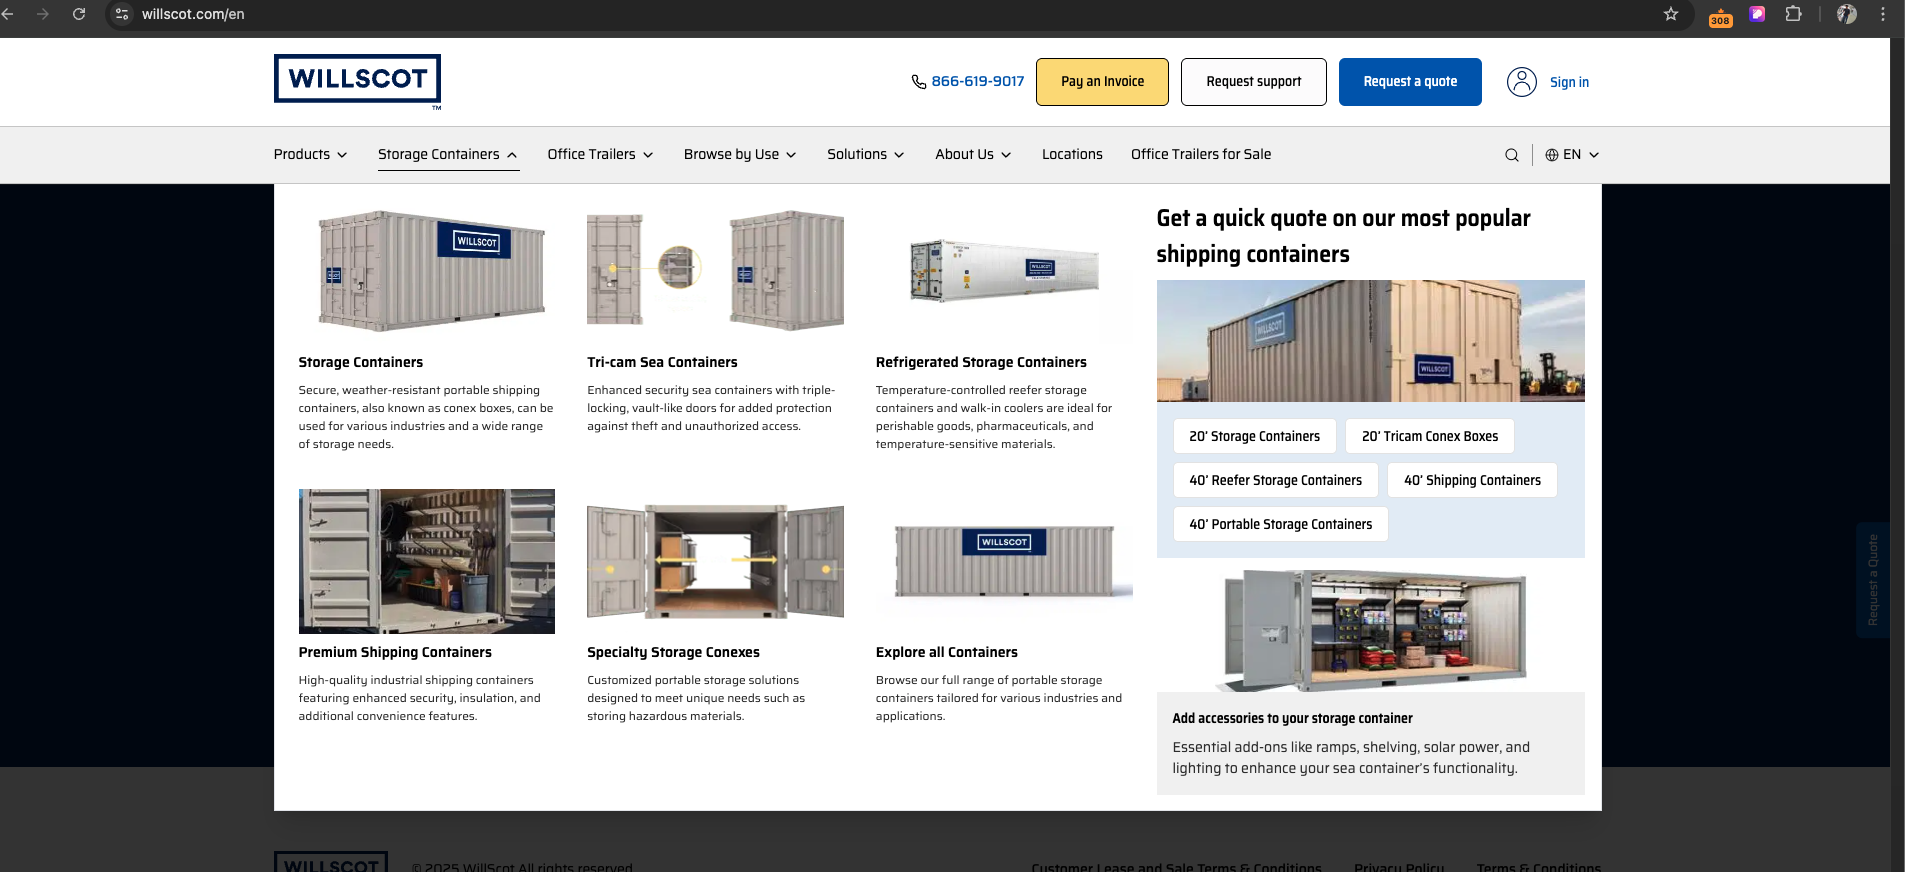 willscot.com/en
308
WILLSCOT
TM
866-619-9017
Pay an Invoice
Request support
Request a quote
Sign in
Products
Storage Containers
Office Trailers
Browse by Use
Solutions
About Us
Locations
Office Trailers for Sale
EN
WILLSCOT
Storage Containers
Secure, weather-resistant portable shipping
containers, also known as conex boxes, can be
used for various industries and a wide range
of storage needs.
Tri-cam Sea Containers
Enhanced security sea containers with triple-
locking, vault-like doors for added protection
against theft and unauthorized access.
WILLSCOT
Refrigerated Storage Containers
Temperature-controlled reefer storage
containers and walk-in coolers are ideal for
perishable goods, pharmaceuticals, and
temperature-sensitive materials.
Premium Shipping Containers
High-quality industrial shipping containers
featuring enhanced security, insulation, and
additional convenience features.
Specialty Storage Conexes
Customized portable storage solutions
designed to meet unique needs such as
storing hazardous materials.
WILLSCOT
Explore all Containers
Browse our full range of portable storage
containers tailored for various industries and
applications.
Get a quick quote on our most popular
shipping containers
WILLSCOT
WILLSCOT
20' Storage Containers
20' Tricam Conex Boxes
40' Reefer Storage Containers
40' Shipping Containers
40' Portable Storage Containers
Add accessories to your storage container
Essential add-ons like ramps, shelving, solar power, and
lighting to enhance your sea container's functionality.
Request a Quote
WILLSCOT
© 2025 WillScot All rights reserved
Customer Lease and Sale Terms & Conditions
Privacy Policy
Terms & Conditions